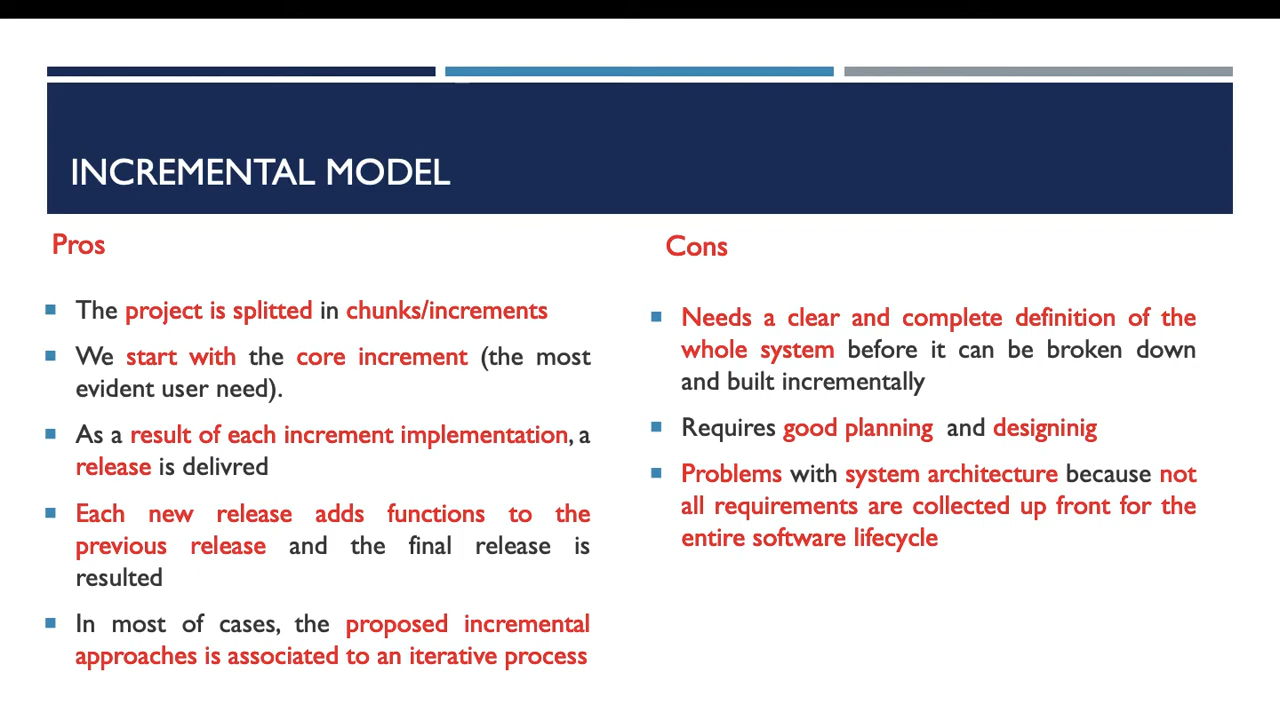 INCREMENTAL MODEL
Pros
The project is splitted in chunks/increments
We start with the core increment (the most
evident user need).
As a result of each increment implementation, a
release is delivred
Each new release adds functions to the
previous release and the final release is
resulted
In most of cases, the proposed incremental
approaches is associated to an iterative process
Cons
Needs a clear and complete definition of the
whole system before it can be broken down
and built incrementally
Requires good planning and designinig
Problems with system architecture because not
all requirements are collected up front for the
entire software lifecycle